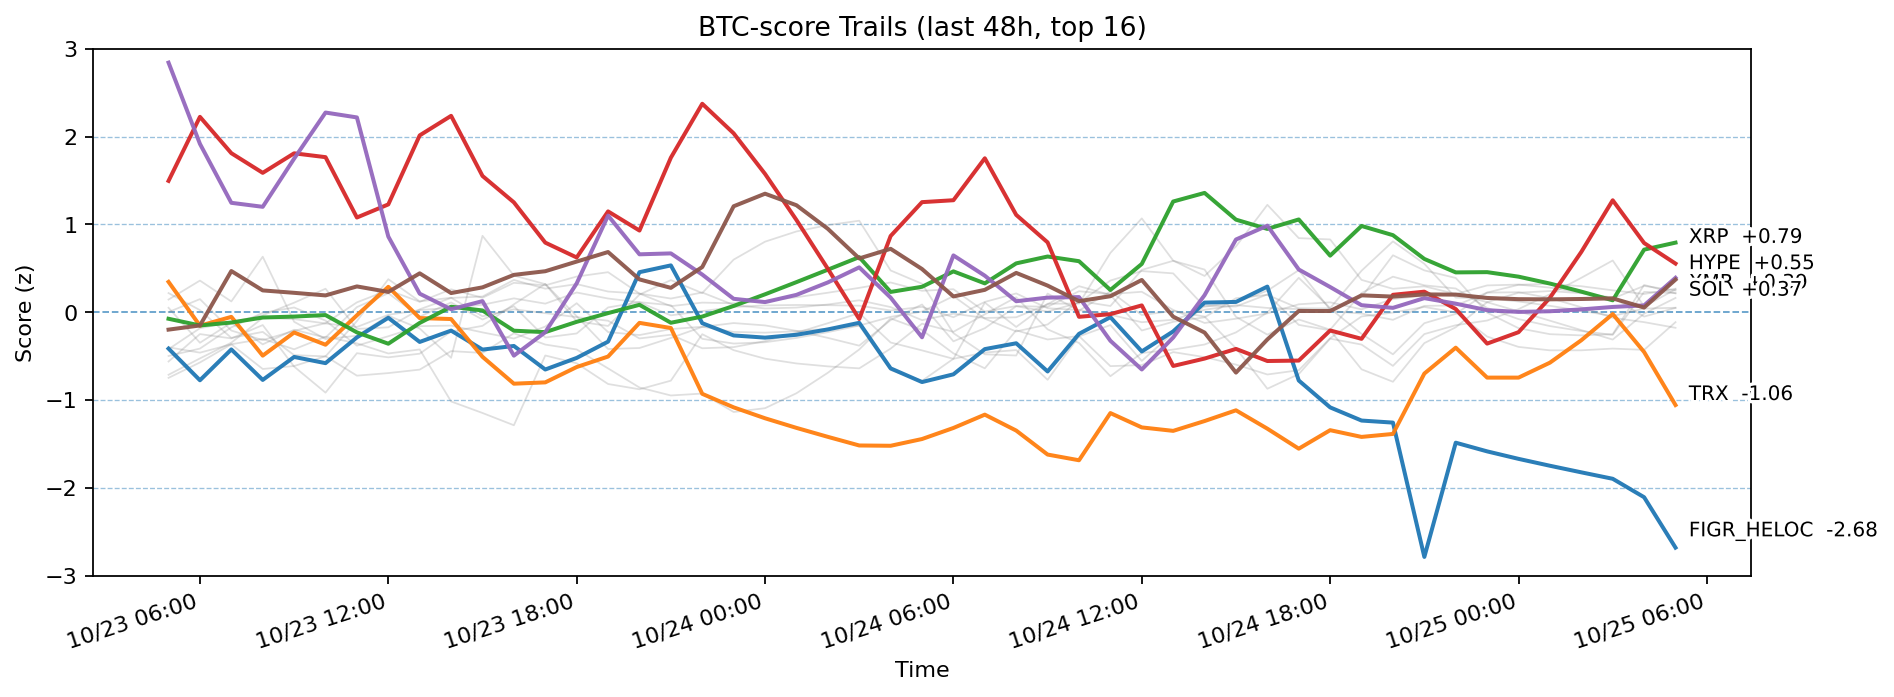 BTC-score Trails (last 48h, top 16)
Score (z)
3
2
1
0
−1
−2
−3
XRP +0.79
HYPE +0.55
XMR +0.39
SOL +0.37
TRX -1.06
FIGR_HELOC -2.68
10/23 06:00
10/23 12:00
10/23 18:00
10/24 00:00
10/24 06:00
10/24 12:00
10/24 18:00
10/25 00:00
10/25 06:00
Time